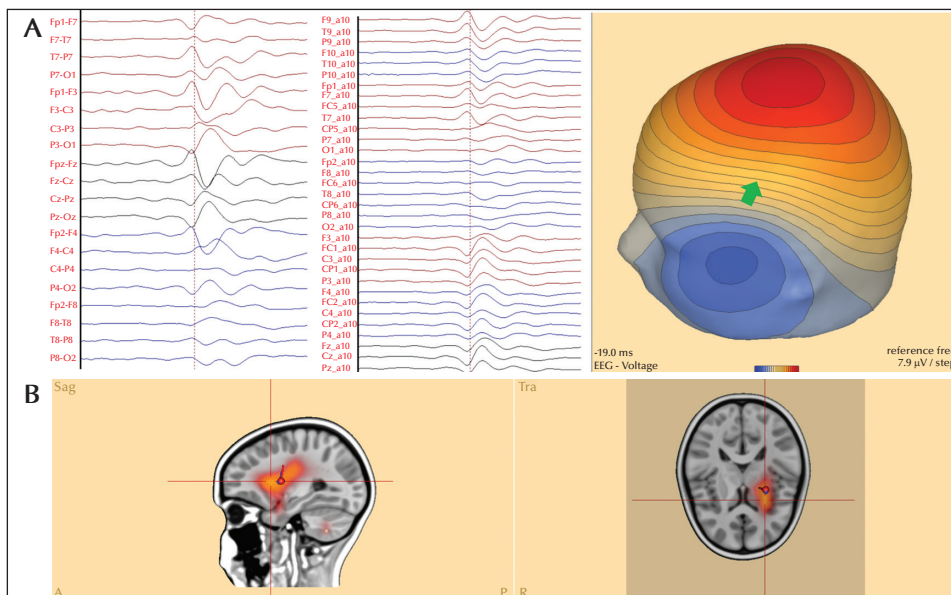 A
Fp1-F7
F7-T7
T7-P7
P7-O1
Fp1-F3
F3-C3
C3-P3
P3-O1
Fpz-Fz
Fz-Cz
Cz-Pz
Pz-Oz
Fp2-F4
F4-C4
C4-P4
P4-O2
Fp2-F8
F8-T8
T8-P8
P8-O2
F9_a10
T9_a10
P9_a10
F10_a10
T10_a10
P10_a10
Fp1_a10
F7_a10
FC5_a10
T7_a10
CP5_a10
P7_a10
O1_a10
Fp2_a10
F8_a10
FC6_a10
T8_a10
CP6_a10
P8_a10
O2_a10
F3_a10
FC1_a10
C3_a10
CP1_a10
P3_a10
F4_a10
FC2_a10
C4_a10
CP2_a10
P4_a10
Fz_a10
Cz_a10
Pz_a10
-19.0 ms
EEG - Voltage
reference free
7.9 µV / step
B
Sag
A
P
Tra
R